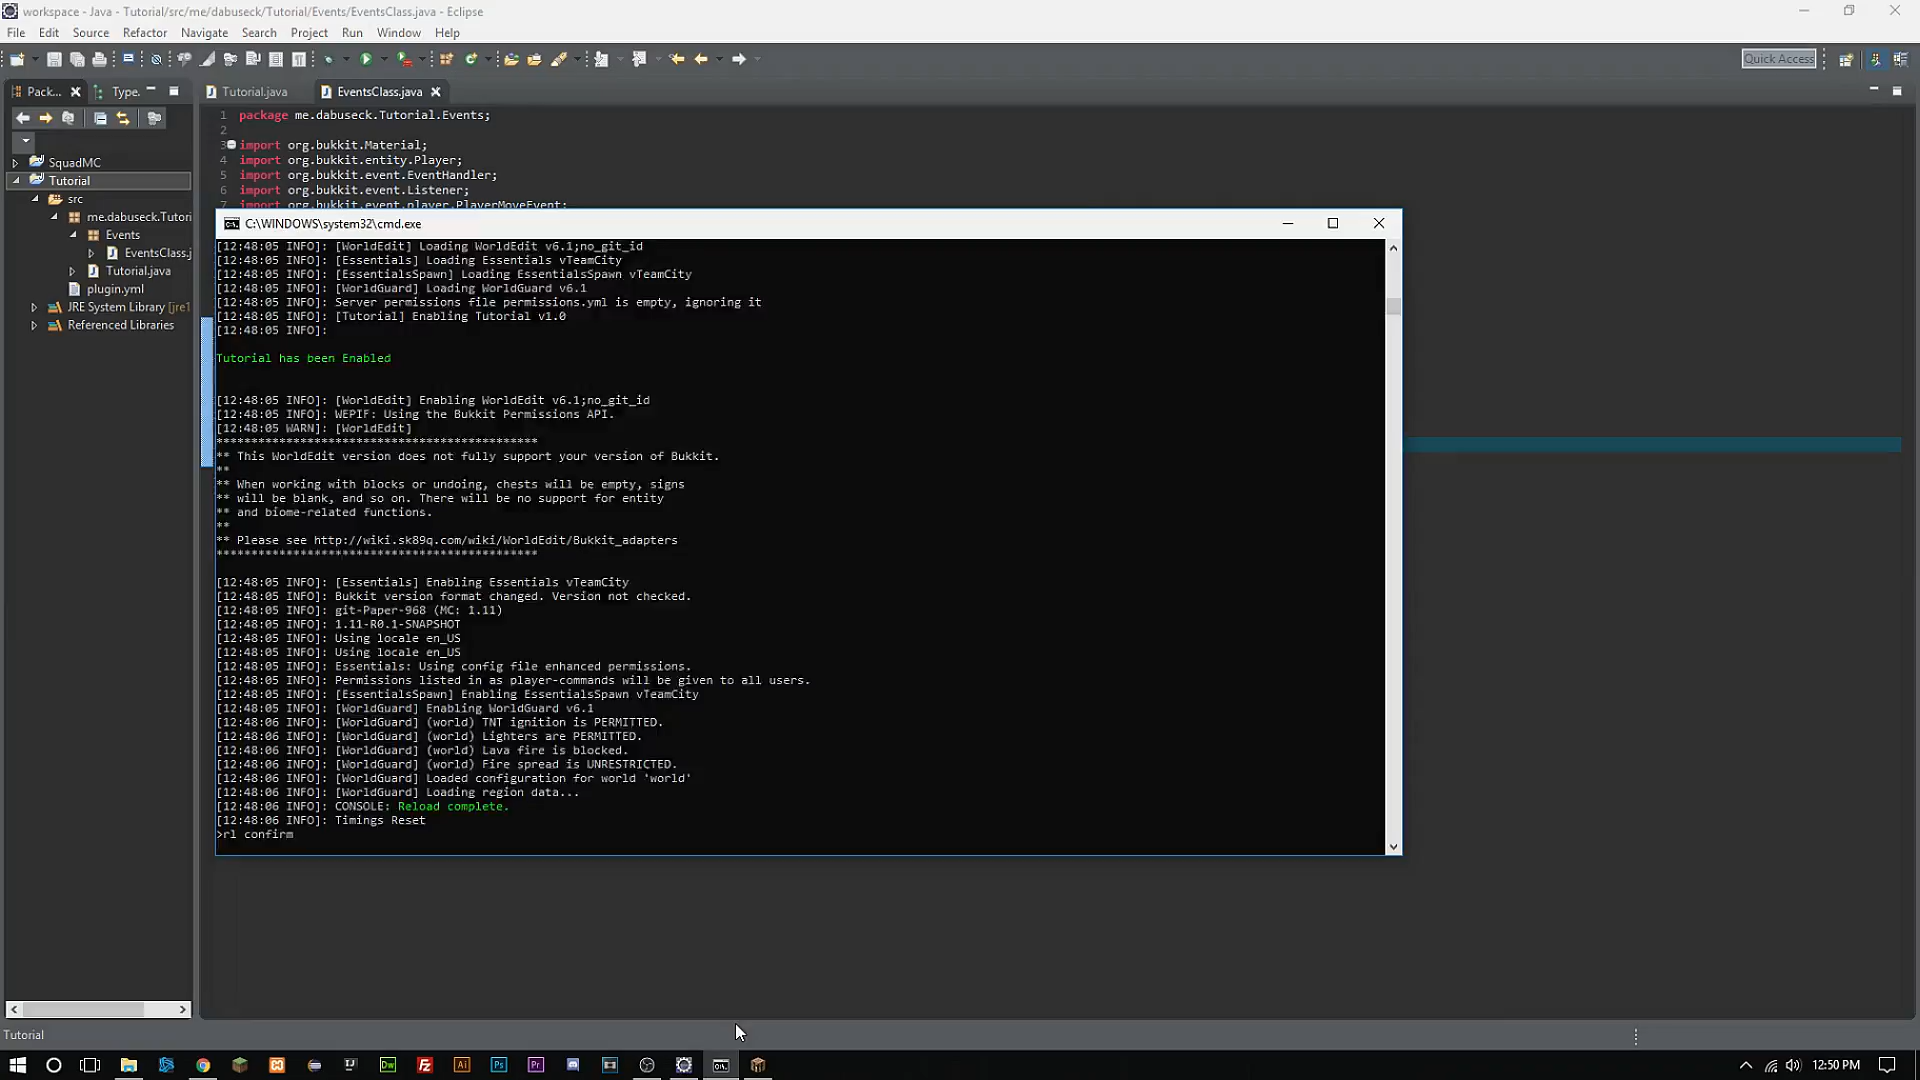 workspace - Java - Tutorial/src/me/dabuseck/Tutorial/Events/EventsClass.java - Eclipse
File Edit Source Refactor Navigate Search Project Run Window Help
Quick Access
Pack... Type. Tutorial.java EventsClass.java
1 package me.dabuseck.Tutorial.Events;
2
3 import org.bukkit.Material;
4 import org.bukkit.entity.Player;
5 import org.bukkit.event.EventHandler;
6 import org.bukkit.event.Listener;
7 import org.bukkit.event.player.PlayerMoveEvent;
SquadMC
Tutorial
src
me.dabuseck.Tutori
Events
EventsClass.j
Tutorial.java
plugin.yml
JRE System Library [jre1
Referenced Libraries
C:\WINDOWS\system32\cmd.exe
[12:48:05 INFO]: [WorldEdit] Loading WorldEdit v6.1;no_git_id
[12:48:05 INFO]: [Essentials] Loading Essentials vTeamCity
[12:48:05 INFO]: [EssentialsSpawn] Loading EssentialsSpawn vTeamCity
[12:48:05 INFO]: [WorldGuard] Loading WorldGuard v6.1
[12:48:05 INFO]: Server permissions file permissions.yml is empty, ignoring it
[12:48:05 INFO]: [Tutorial] Enabling Tutorial v1.0
[12:48:05 INFO]:
Tutorial has been Enabled
[12:48:05 INFO]: [WorldEdit] Enabling WorldEdit v6.1;no_git_id
[12:48:05 INFO]: WEPIF: Using the Bukkit Permissions API.
[12:48:05 WARN]: [WorldEdit]
**********************************************
** This WorldEdit version does not fully support your version of Bukkit.
**
** When working with blocks or undoing, chests will be empty, signs
** will be blank, and so on. There will be no support for entity
** and biome-related functions.
**
** Please see http://wiki.sk89q.com/wiki/WorldEdit/Bukkit_adapters
**********************************************
[12:48:05 INFO]: [Essentials] Enabling Essentials vTeamCity
[12:48:05 INFO]: Bukkit version format changed. Version not checked.
[12:48:05 INFO]: git-Paper-968 (MC: 1.11)
[12:48:05 INFO]: 1.11-R0.1-SNAPSHOT
[12:48:05 INFO]: Using locale en_US
[12:48:05 INFO]: Using locale en_US
[12:48:05 INFO]: Essentials: Using config file enhanced permissions.
[12:48:05 INFO]: Permissions listed in as player-commands will be given to all users.
[12:48:05 INFO]: [EssentialsSpawn] Enabling EssentialsSpawn vTeamCity
[12:48:06 INFO]: [WorldGuard] Enabling WorldGuard v6.1
[12:48:06 INFO]: [WorldGuard] (world) TNT ignition is PERMITTED.
[12:48:06 INFO]: [WorldGuard] (world) Lighters are PERMITTED.
[12:48:06 INFO]: [WorldGuard] (world) Lava fire is blocked.
[12:48:06 INFO]: [WorldGuard] (world) Fire spread is UNRESTRICTED.
[12:48:06 INFO]: [WorldGuard] Loaded configuration for world 'world'
[12:48:06 INFO]: [WorldGuard] Loading region data...
[12:48:06 INFO]: CONSOLE: Reload complete.
[12:48:06 INFO]: Timings Reset
>rl confirm
Tutorial
IJ Dw Fz Ai Ps Pr 12:50 PM